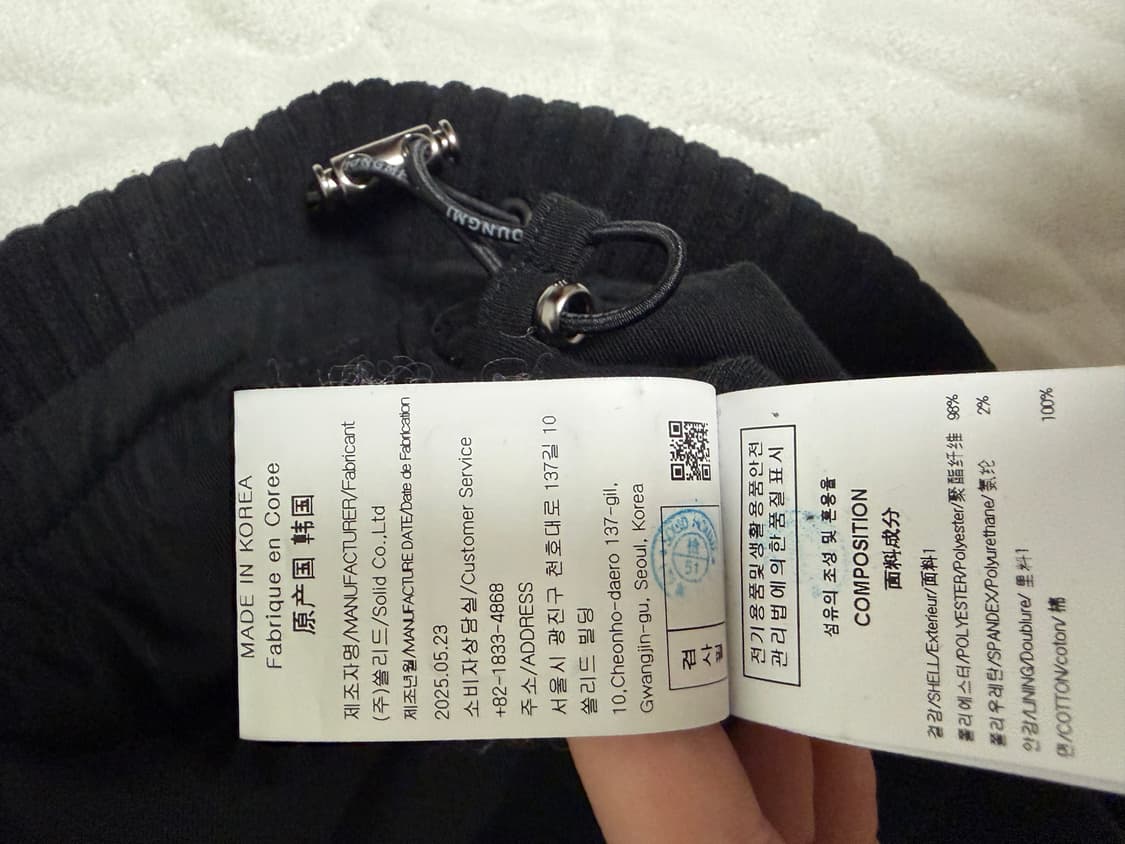 OUNGMI
MADE IN KOREA
Fabrique en Coree
原产国 韩国
제조자명/MANUFACTURER/Fabricant
(주)쏠리드/Solid Co.,Ltd
제조년월/MANUFACTURE DATE/Date de Fabrication
2025.05.23
소비자상담실/Customer Service
+82-1833-4868
주 소/ADDRESS
서울시 광진구 천호대로 137길 10
쏠리드 빌딩
10,Cheonho-daero 137-gil,
Gwangjin-gu, Seoul, Korea
검사필
51
전기용품및생활용품안전
관리법에의한품질표시
섬유의 조성 및 혼용율
COMPOSITION
面料成分
겉감/SHELL/Exterieur/面料1
폴리에스터/POLYESTER/Polyester/聚酯纤维 98%
폴리우레탄/SPANDEX/Polyurethane/氨纶 2%
안감/LINING/Doublure/ 里料1
면/COTTON/coton/ 棉 100%